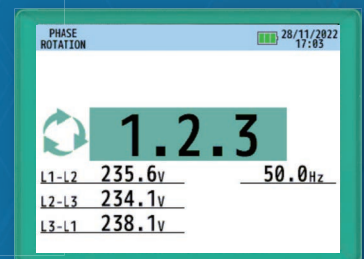 PHASE
ROTATION
28/11/2022
17:03
1.2.3
L1-L2 235.6V 50.0Hz
L2-L3 234.1V
L3-L1 238.1V